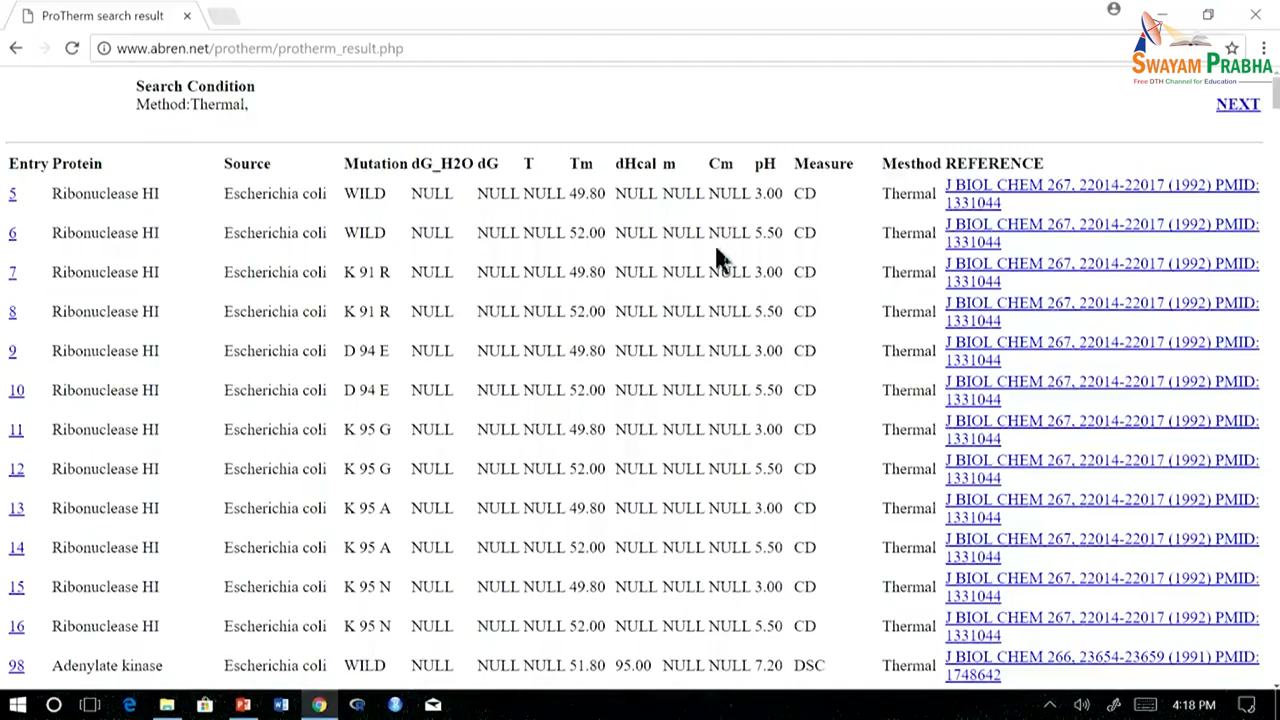 ProTherm search result
www.abren.net/protherm/protherm_result.php
SWAYAM PRABHA
Free DTH Channel for Education
Search Condition
Method:Thermal,
NEXT
Entry Protein Source Mutation dG_H2O dG T Tm dHcal m Cm pH Measure Mesthod REFERENCE
5 Ribonuclease HI Escherichia coli WILD NULL NULL NULL 49.80 NULL NULL NULL 3.00 CD Thermal J BIOL CHEM 267, 22014-22017 (1992) PMID:
1331044
6 Ribonuclease HI Escherichia coli WILD NULL NULL NULL 52.00 NULL NULL NULL 5.50 CD Thermal J BIOL CHEM 267, 22014-22017 (1992) PMID:
1331044
7 Ribonuclease HI Escherichia coli K 91 R NULL NULL NULL 49.80 NULL NULL NULL 3.00 CD Thermal J BIOL CHEM 267, 22014-22017 (1992) PMID:
1331044
8 Ribonuclease HI Escherichia coli K 91 R NULL NULL NULL 52.00 NULL NULL NULL 5.50 CD Thermal J BIOL CHEM 267, 22014-22017 (1992) PMID:
1331044
9 Ribonuclease HI Escherichia coli D 94 E NULL NULL NULL 49.80 NULL NULL NULL 3.00 CD Thermal J BIOL CHEM 267, 22014-22017 (1992) PMID:
1331044
10 Ribonuclease HI Escherichia coli D 94 E NULL NULL NULL 52.00 NULL NULL NULL 5.50 CD Thermal J BIOL CHEM 267, 22014-22017 (1992) PMID:
1331044
11 Ribonuclease HI Escherichia coli K 95 G NULL NULL NULL 49.80 NULL NULL NULL 3.00 CD Thermal J BIOL CHEM 267, 22014-22017 (1992) PMID:
1331044
12 Ribonuclease HI Escherichia coli K 95 G NULL NULL NULL 52.00 NULL NULL NULL 5.50 CD Thermal J BIOL CHEM 267, 22014-22017 (1992) PMID:
1331044
13 Ribonuclease HI Escherichia coli K 95 A NULL NULL NULL 49.80 NULL NULL NULL 3.00 CD Thermal J BIOL CHEM 267, 22014-22017 (1992) PMID:
1331044
14 Ribonuclease HI Escherichia coli K 95 A NULL NULL NULL 52.00 NULL NULL NULL 5.50 CD Thermal J BIOL CHEM 267, 22014-22017 (1992) PMID:
1331044
15 Ribonuclease HI Escherichia coli K 95 N NULL NULL NULL 49.80 NULL NULL NULL 3.00 CD Thermal J BIOL CHEM 267, 22014-22017 (1992) PMID:
1331044
16 Ribonuclease HI Escherichia coli K 95 N NULL NULL NULL 52.00 NULL NULL NULL 5.50 CD Thermal J BIOL CHEM 267, 22014-22017 (1992) PMID:
1331044
98 Adenylate kinase Escherichia coli WILD NULL NULL NULL 51.80 95.00 NULL NULL 7.20 DSC Thermal J BIOL CHEM 266, 23654-23659 (1991) PMID:
1748642
4:18 PM